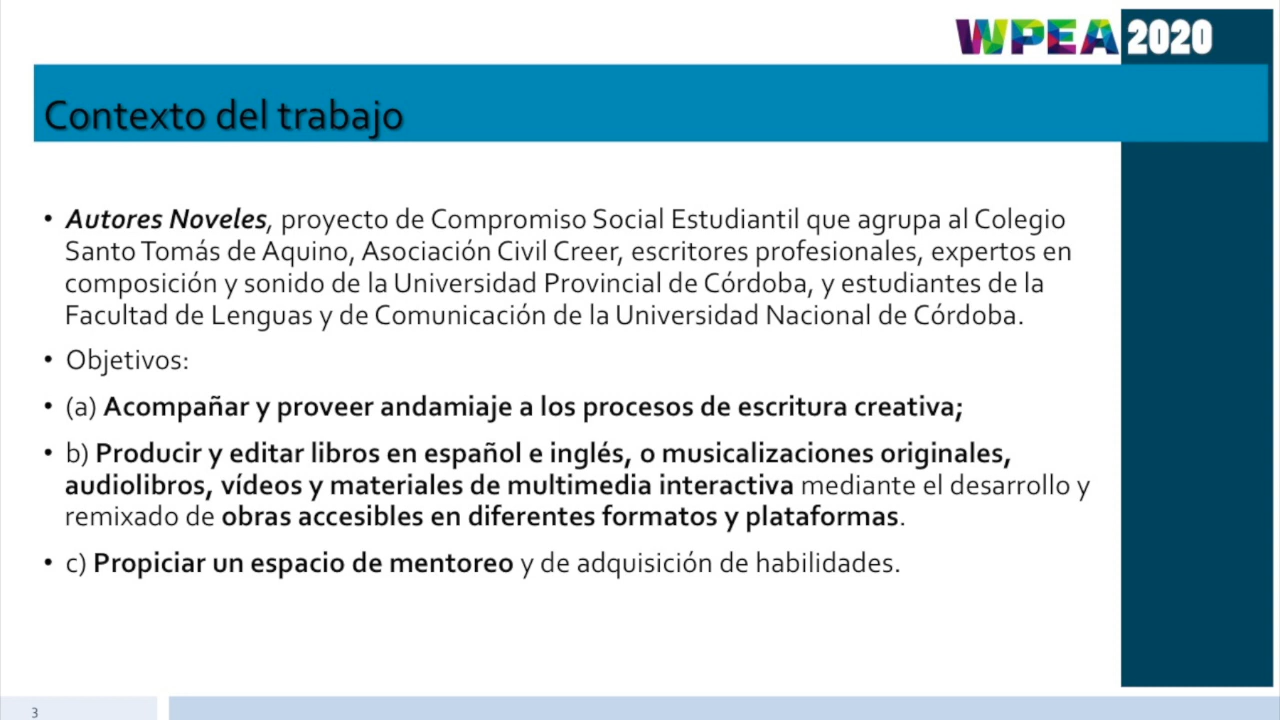 WPEA 2020
Contexto del trabajo
• Autores Noveles, proyecto de Compromiso Social Estudiantil que agrupa al Colegio
Santo Tomás de Aquino, Asociación Civil Creer, escritores profesionales, expertos en
composición y sonido de la Universidad Provincial de Córdoba, y estudiantes de la
Facultad de Lenguas y de Comunicación de la Universidad Nacional de Córdoba.
• Objetivos:
• (a) Acompañar y proveer andamiaje a los procesos de escritura creativa;
• b) Producir y editar libros en español e inglés, o musicalizaciones originales,
audiolibros, vídeos y materiales de multimedia interactiva mediante el desarrollo y
remixado de obras accesibles en diferentes formatos y plataformas.
• c) Propiciar un espacio de mentoreo y de adquisición de habilidades.
3